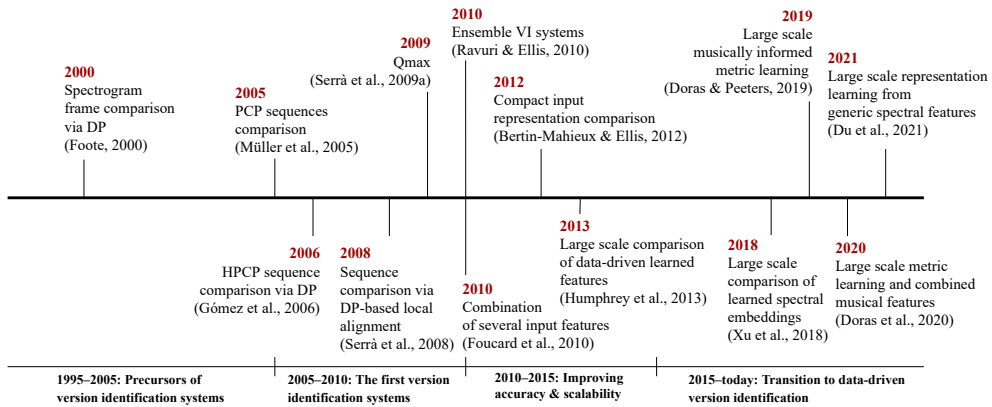 2000
Spectrogram
frame comparison
via DP
(Foote, 2000)
2005
PCP sequences
comparison
(Müller et al., 2005)
2009
Qmax
(Serrà et al., 2009a)
2010
Ensemble VI systems
(Ravuri & Ellis, 2010)
2012
Compact input
representation comparison
(Bertin-Mahieux & Ellis, 2012)
2019
Large scale
musically informed
metric learning
(Doras & Peeters, 2019)
2021
Large scale representation
learning from
generic spectral features
(Du et al., 2021)
2006
HPCP sequence
comparison via DP
(Gómez et al., 2006)
2008
Sequence
comparison via
DP-based local
alignment
(Serrà et al., 2008)
2010
Combination
of several input features
(Foucard et al., 2010)
2013
Large scale comparison
of data-driven learned
features
(Humphrey et al., 2013)
2018
Large scale
comparison of
learned spectral
embeddings
(Xu et al., 2018)
2020
Large scale metric
learning and combined
musical features
(Doras et al., 2020)
1995–2005: Precursors of
version identification systems
2005–2010: The first version
identification systems
2010–2015: Improving
accuracy & scalability
2015–today: Transition to data-driven
version identification